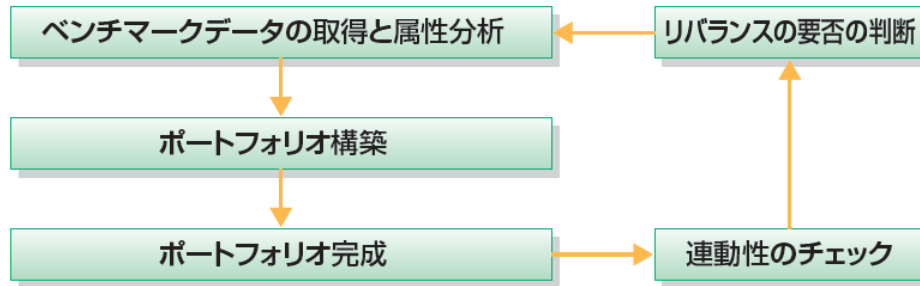 ベンチマークデータの取得と属性分析
リバランスの要否の判断
ポートフォリオ構築
ポートフォリオ完成
連動性のチェック